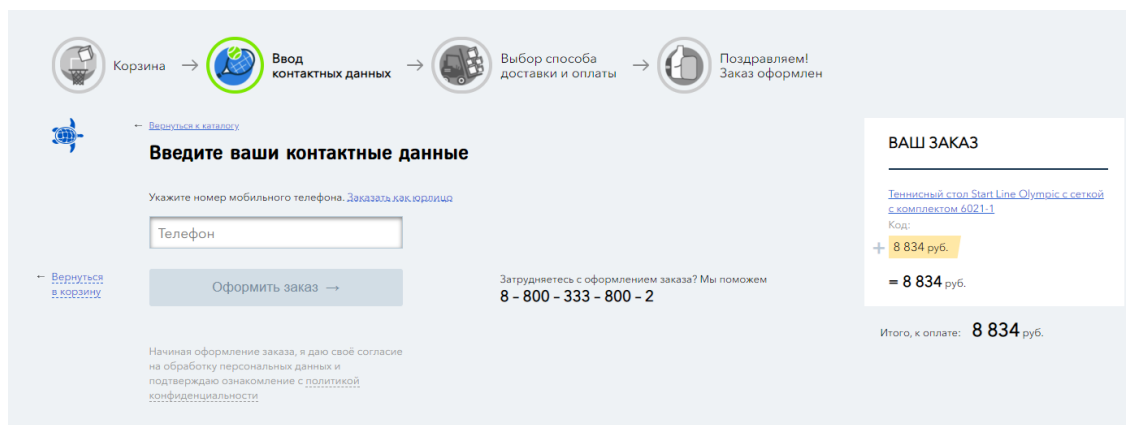 Корзина → Ввод контактных данных → Выбор способа доставки и оплаты → Поздравляем! Заказ оформлен
← Вернуться к каталогу
Введите ваши контактные данные
Укажите номер мобильного телефона. Заказать как юрлицо
Телефон
← Вернуться
в корзину
Оформить заказ →
Затрудняетесь с оформлением заказа? Мы поможем
8 – 800 – 333 – 800 – 2
Начиная оформление заказа, я даю своё согласие
на обработку персональных данных и
подтверждаю ознакомление с политикой
конфиденциальности
ВАШ ЗАКАЗ
Теннисный стол Start Line Olympic с сеткой
с комплектом 6021-1
Код:
+ 8 834 руб.
= 8 834 руб.
Итого, к оплате: 8 834 руб.